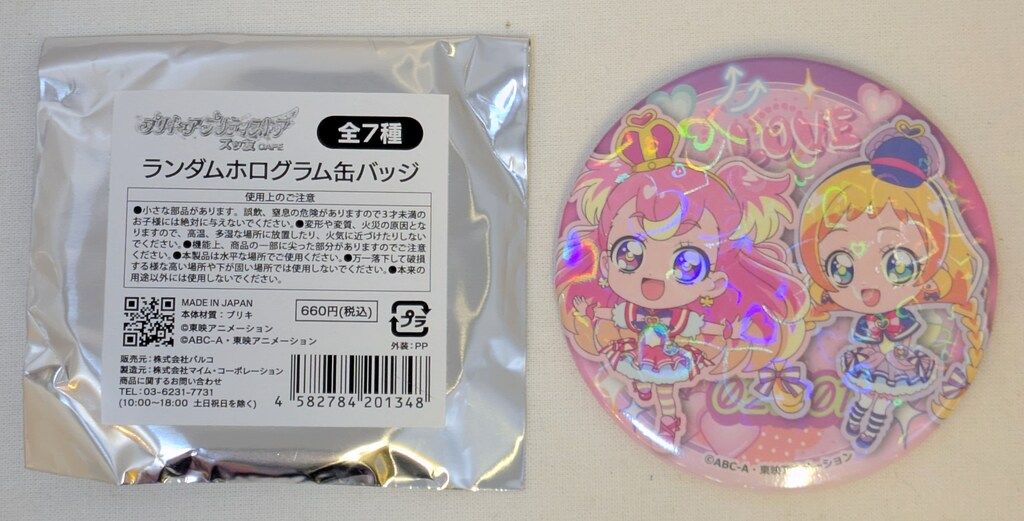 プリキュア プリティストア
CAFE
全7種
ランダムホログラム缶バッジ
使用上のご注意
●小さな部品があります。誤飲、窒息の危険がありますので3才未満の
お子様には絶対に与えないでください。●変形や変質、火災の原因とな
りますので、高温、多湿な場所に放置したり、火気に近づけたりしない
でください。●機能上、商品の一部に尖った部分がありますのでご注意
ください。●本製品は水平な場所でご使用ください。●万一落下して破損
する様な高い場所や下が固い場所では使用しないでください。●本来の
用途以外には使用しないでください。
MADE IN JAPAN
本体材質:ブリキ
©東映アニメーション
©ABC-A・東映アニメーション
660円(税込)
プラ
外装:PP
販売元:株式会社パルコ
製造元:株式会社マイム・コーポレーション
商品に関するお問い合わせ
TEL:03-6231-7731
(10:00~18:00 土日祝日を除く)
4 582784 201348
©ABC-A・東映アニメーション